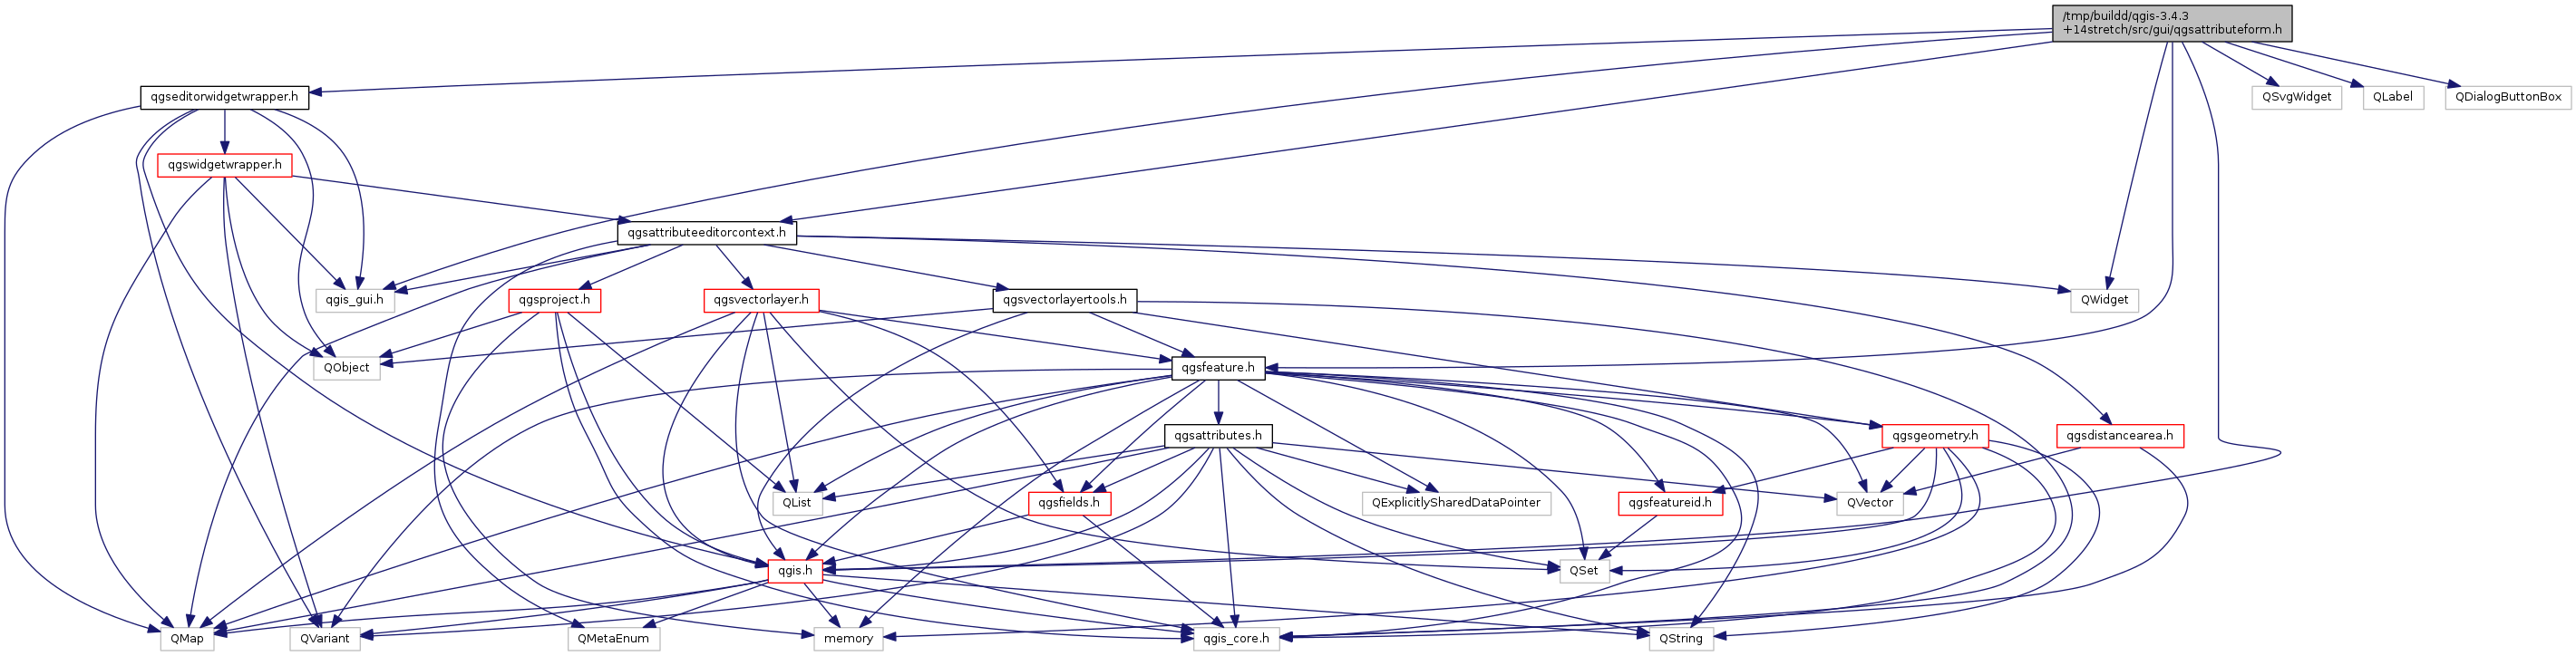 /tmp/buildd/qgis-3.4.3
+14stretch/src/gui/qgsattributeform.h
qgseditorwidgetwrapper.h
QSvgWidget
QLabel
QDialogButtonBox
qgswidgetwrapper.h
qgsattributeeditorcontext.h
qgis_gui.h
qgsproject.h
qgsvectorlayer.h
qgsvectorlayertools.h
QWidget
QObject
qgsfeature.h
qgsattributes.h
qgsgeometry.h
qgsdistancearea.h
QList
qgsfields.h
QExplicitlySharedDataPointer
qgsfeatureid.h
QVector
qgis.h
QSet
QMap
QVariant
QMetaEnum
memory
qgis_core.h
QString